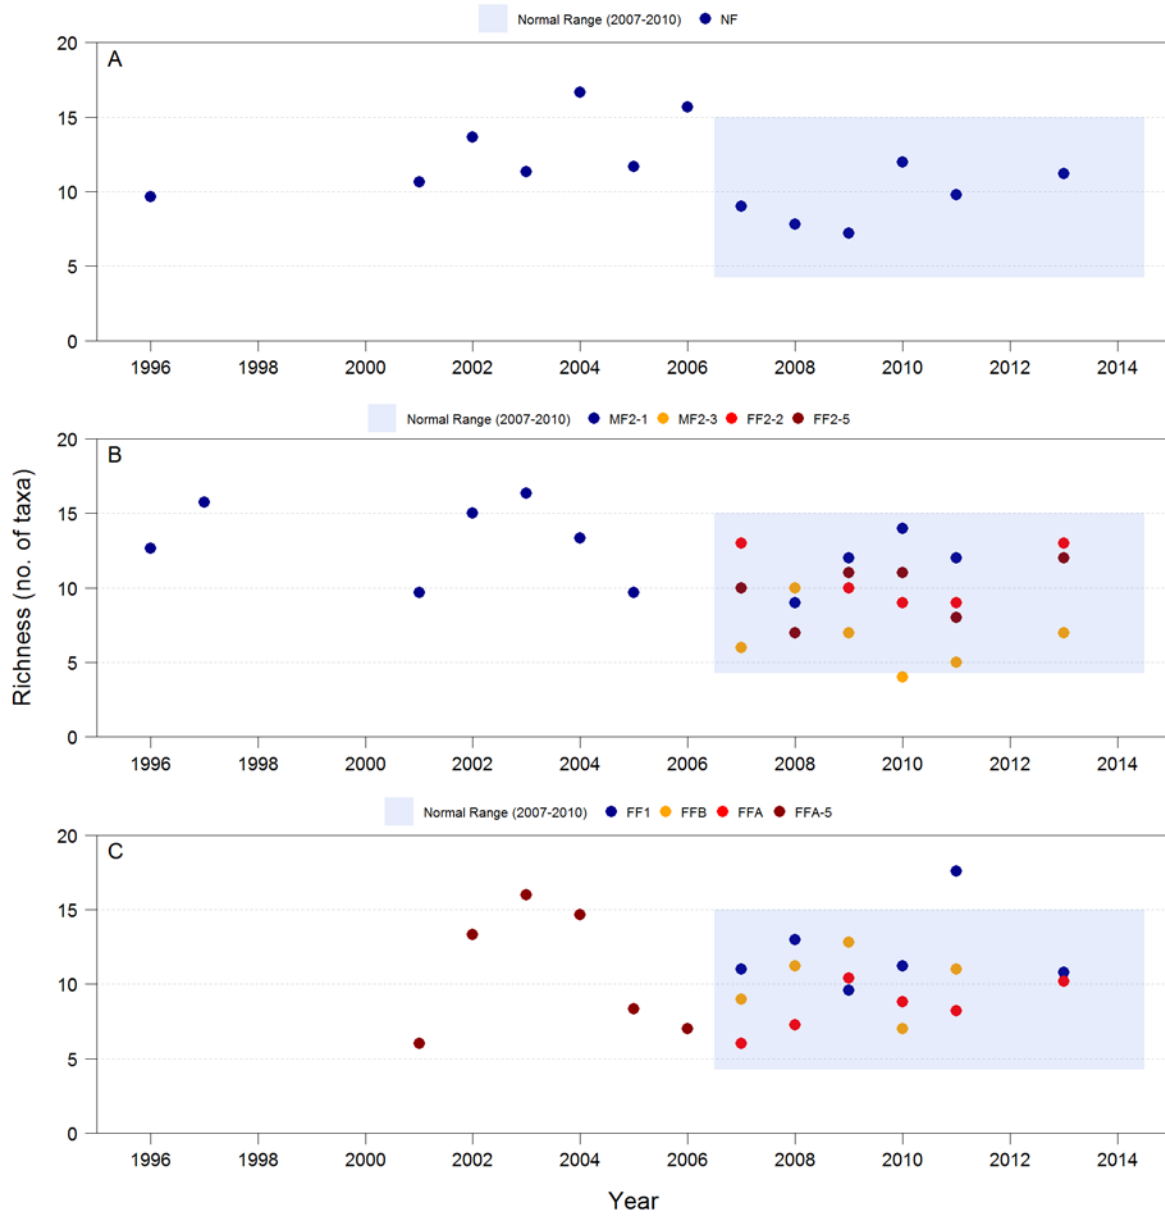 Normal Range (2007-2010) NF
A
20
15
10
5
0
1996 1998 2000 2002 2004 2006 2008 2010 2012 2014
Normal Range (2007-2010) MF2-1 MF2-3 FF2-2 FF2-5
B
20
15
10
5
0
1996 1998 2000 2002 2004 2006 2008 2010 2012 2014
Richness (no. of taxa)
Normal Range (2007-2010) FF1 FFB FFA FFA-5
C
20
15
10
5
0
1996 1998 2000 2002 2004 2006 2008 2010 2012 2014
Year